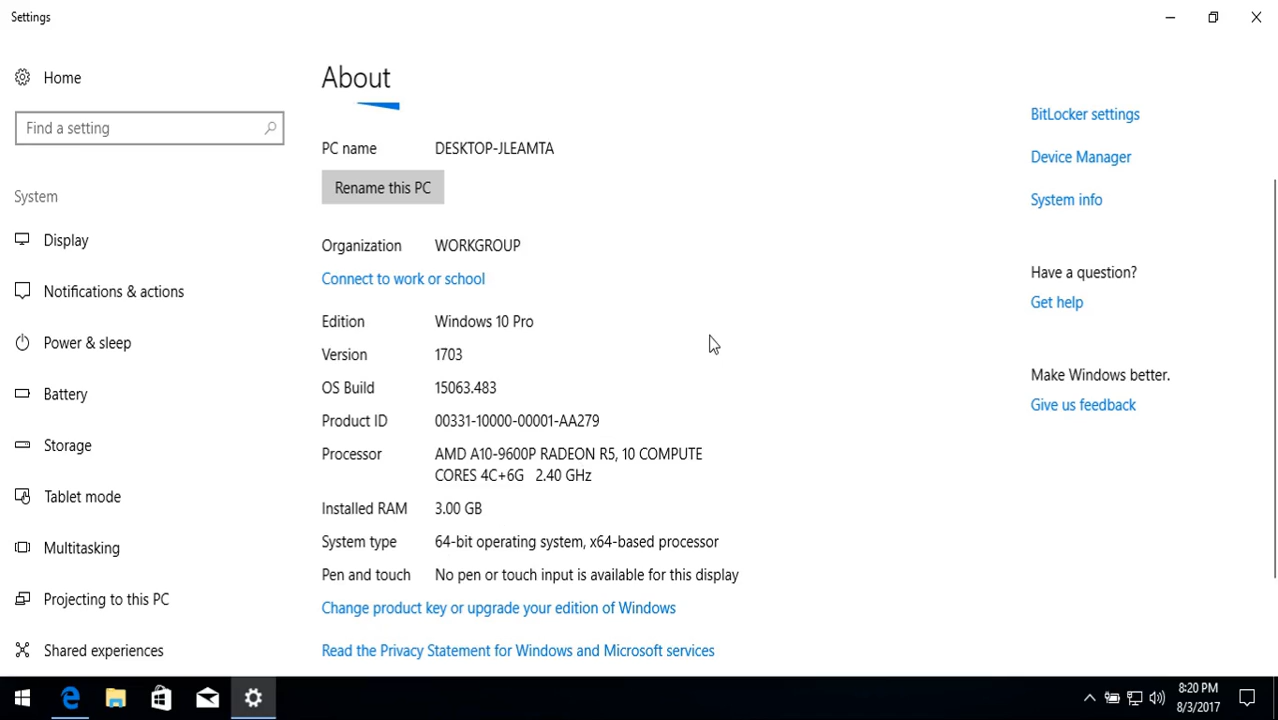 Settings
Home
Find a setting
System
Display
Notifications & actions
Power & sleep
Battery
Storage
Tablet mode
Multitasking
Projecting to this PC
Shared experiences
About
PC name DESKTOP-JLEAMTA
Rename this PC
Organization WORKGROUP
Connect to work or school
Edition Windows 10 Pro
Version 1703
OS Build 15063.483
Product ID 00331-10000-00001-AA279
Processor AMD A10-9600P RADEON R5, 10 COMPUTE
CORES 4C+6G 2.40 GHz
Installed RAM 3.00 GB
System type 64-bit operating system, x64-based processor
Pen and touch No pen or touch input is available for this display
Change product key or upgrade your edition of Windows
Read the Privacy Statement for Windows and Microsoft services
BitLocker settings
Device Manager
System info
Have a question?
Get help
Make Windows better.
Give us feedback
8:20 PM
8/3/2017